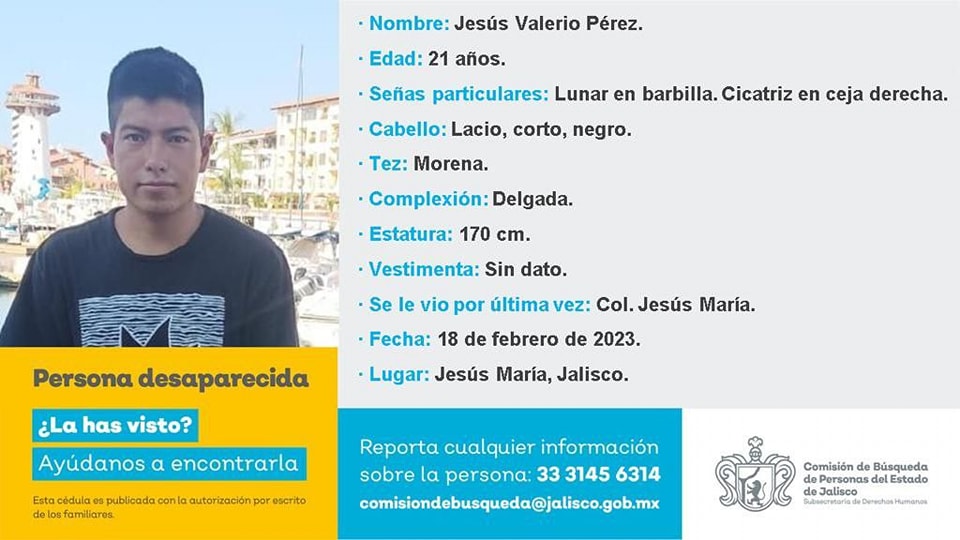 · Nombre: Jesús Valerio Pérez.
· Edad: 21 años.
· Señas particulares: Lunar en barbilla. Cicatriz en ceja derecha.
· Cabello: Lacio, corto, negro.
· Tez: Morena.
· Complexión: Delgada.
· Estatura: 170 cm.
· Vestimenta: Sin dato.
· Se le vio por última vez: Col. Jesús María.
· Fecha: 18 de febrero de 2023.
· Lugar: Jesús María, Jalisco.
Persona desaparecida
¿La has visto?
Ayúdanos a encontrarla
Esta cédula es publicada con la autorización por escrito
de los familiares.
Reporta cualquier información
sobre la persona: 33 3145 6314
comisiondebusqueda@jalisco.gob.mx
Comisión de Búsqueda
de Personas del Estado
de Jalisco
Subsecretaría de Derechos Humanos